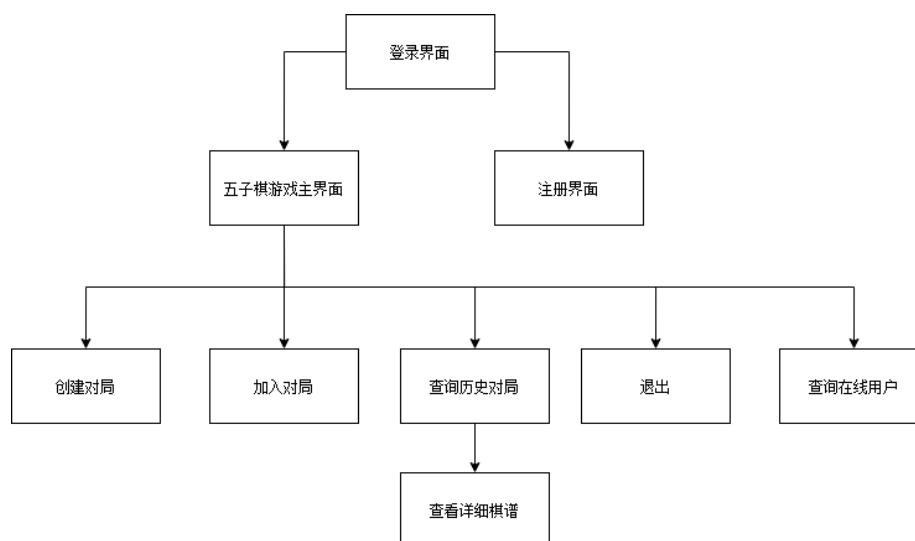 登录界面
五子棋游戏主界面
注册界面
创建对局
加入对局
查询历史对局
退出
查询在线用户
查看详细棋谱